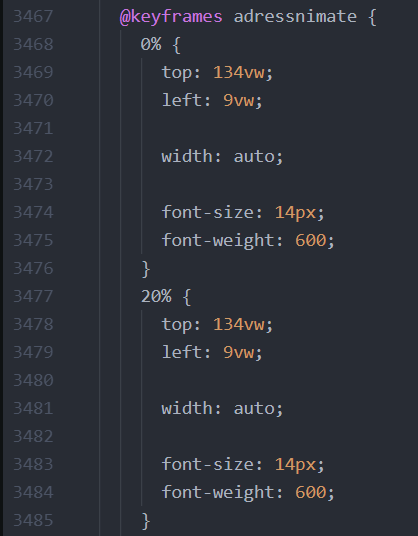 3467 @keyframes adressnimate {
3468 0% {
3469 top: 134vw;
3470 left: 9vw;
3471
3472 width: auto;
3473
3474 font-size: 14px;
3475 font-weight: 600;
3476 }
3477 20% {
3478 top: 134vw;
3479 left: 9vw;
3480
3481 width: auto;
3482
3483 font-size: 14px;
3484 font-weight: 600;
3485 }